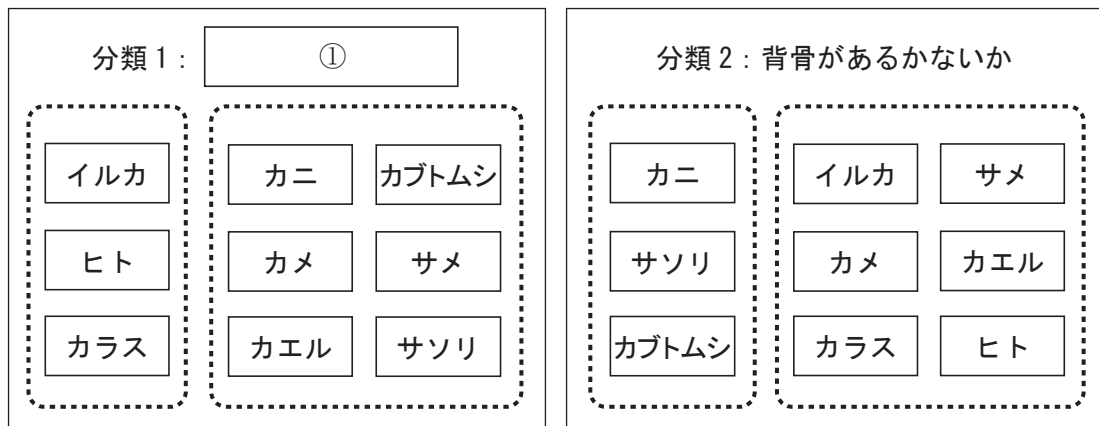 分類1： ①
イルカ カニ カブトムシ
ヒト カメ サメ
カラス カエル サソリ
分類2：背骨があるかないか
カニ イルカ サメ
サソリ カメ カエル
カブトムシ カラス ヒト